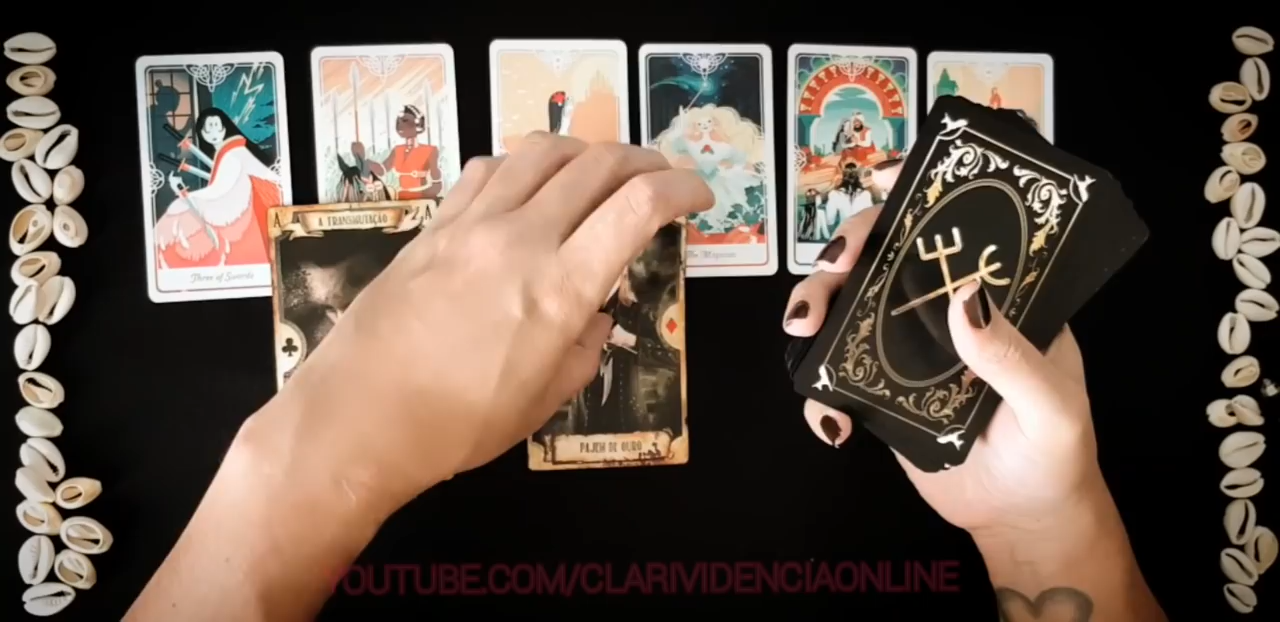 Three of Swords
The Magician
A A TRANSMUTAÇÃO A
PAJEM DE OURO
YOUTUBE.COM/CLARIVIDENCIAONLINE